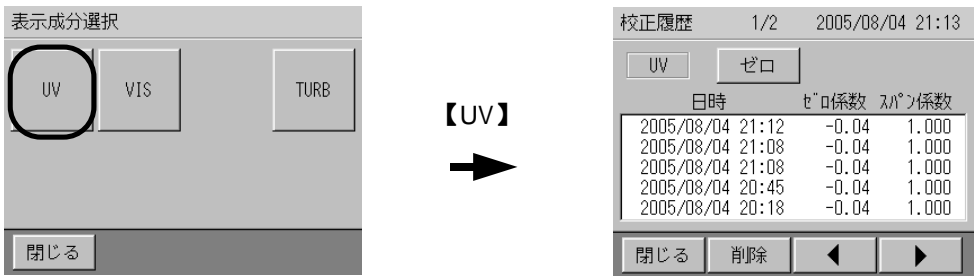 表示成分選択
UV VIS TURB
閉じる
【UV】
校正履歴 1/2 2005/08/04 21:13
UV ゼロ
日時 ｾﾞﾛ係数 ｽﾊﾟﾝ係数
2005/08/04 21:12 -0.04 1.000
2005/08/04 21:08 -0.04 1.000
2005/08/04 21:08 -0.04 1.000
2005/08/04 20:45 -0.04 1.000
2005/08/04 20:18 -0.04 1.000
閉じる 削除